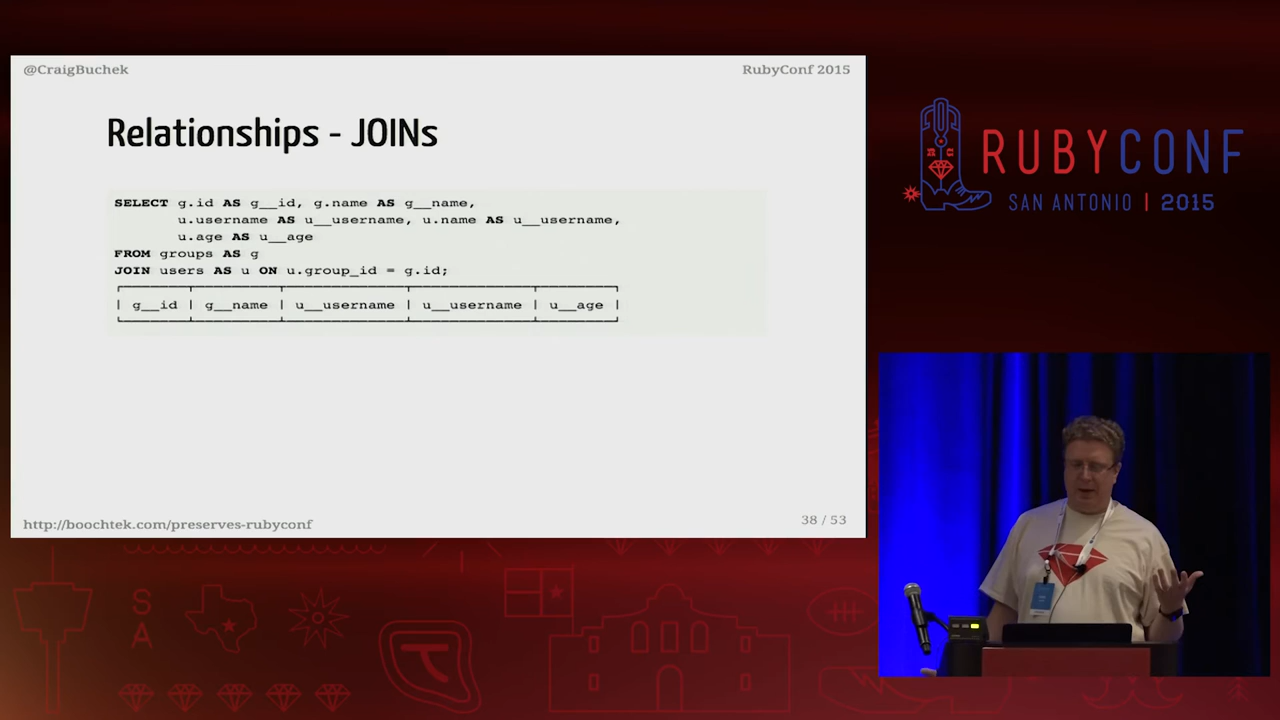 @CraigBuchek
RubyConf 2015
Relationships - JOINs
SELECT g.id AS g__id, g.name AS g__name,
u.username AS u__username, u.name AS u__username,
u.age AS u__age
FROM groups AS g
JOIN users AS u ON u.group_id = g.id;
| g__id | g__name | u__username | u__username | u__age |
http://boochtek.com/preserves-rubyconf
38 / 53
RUBYCONF
SAN ANTONIO | 2015
S
A